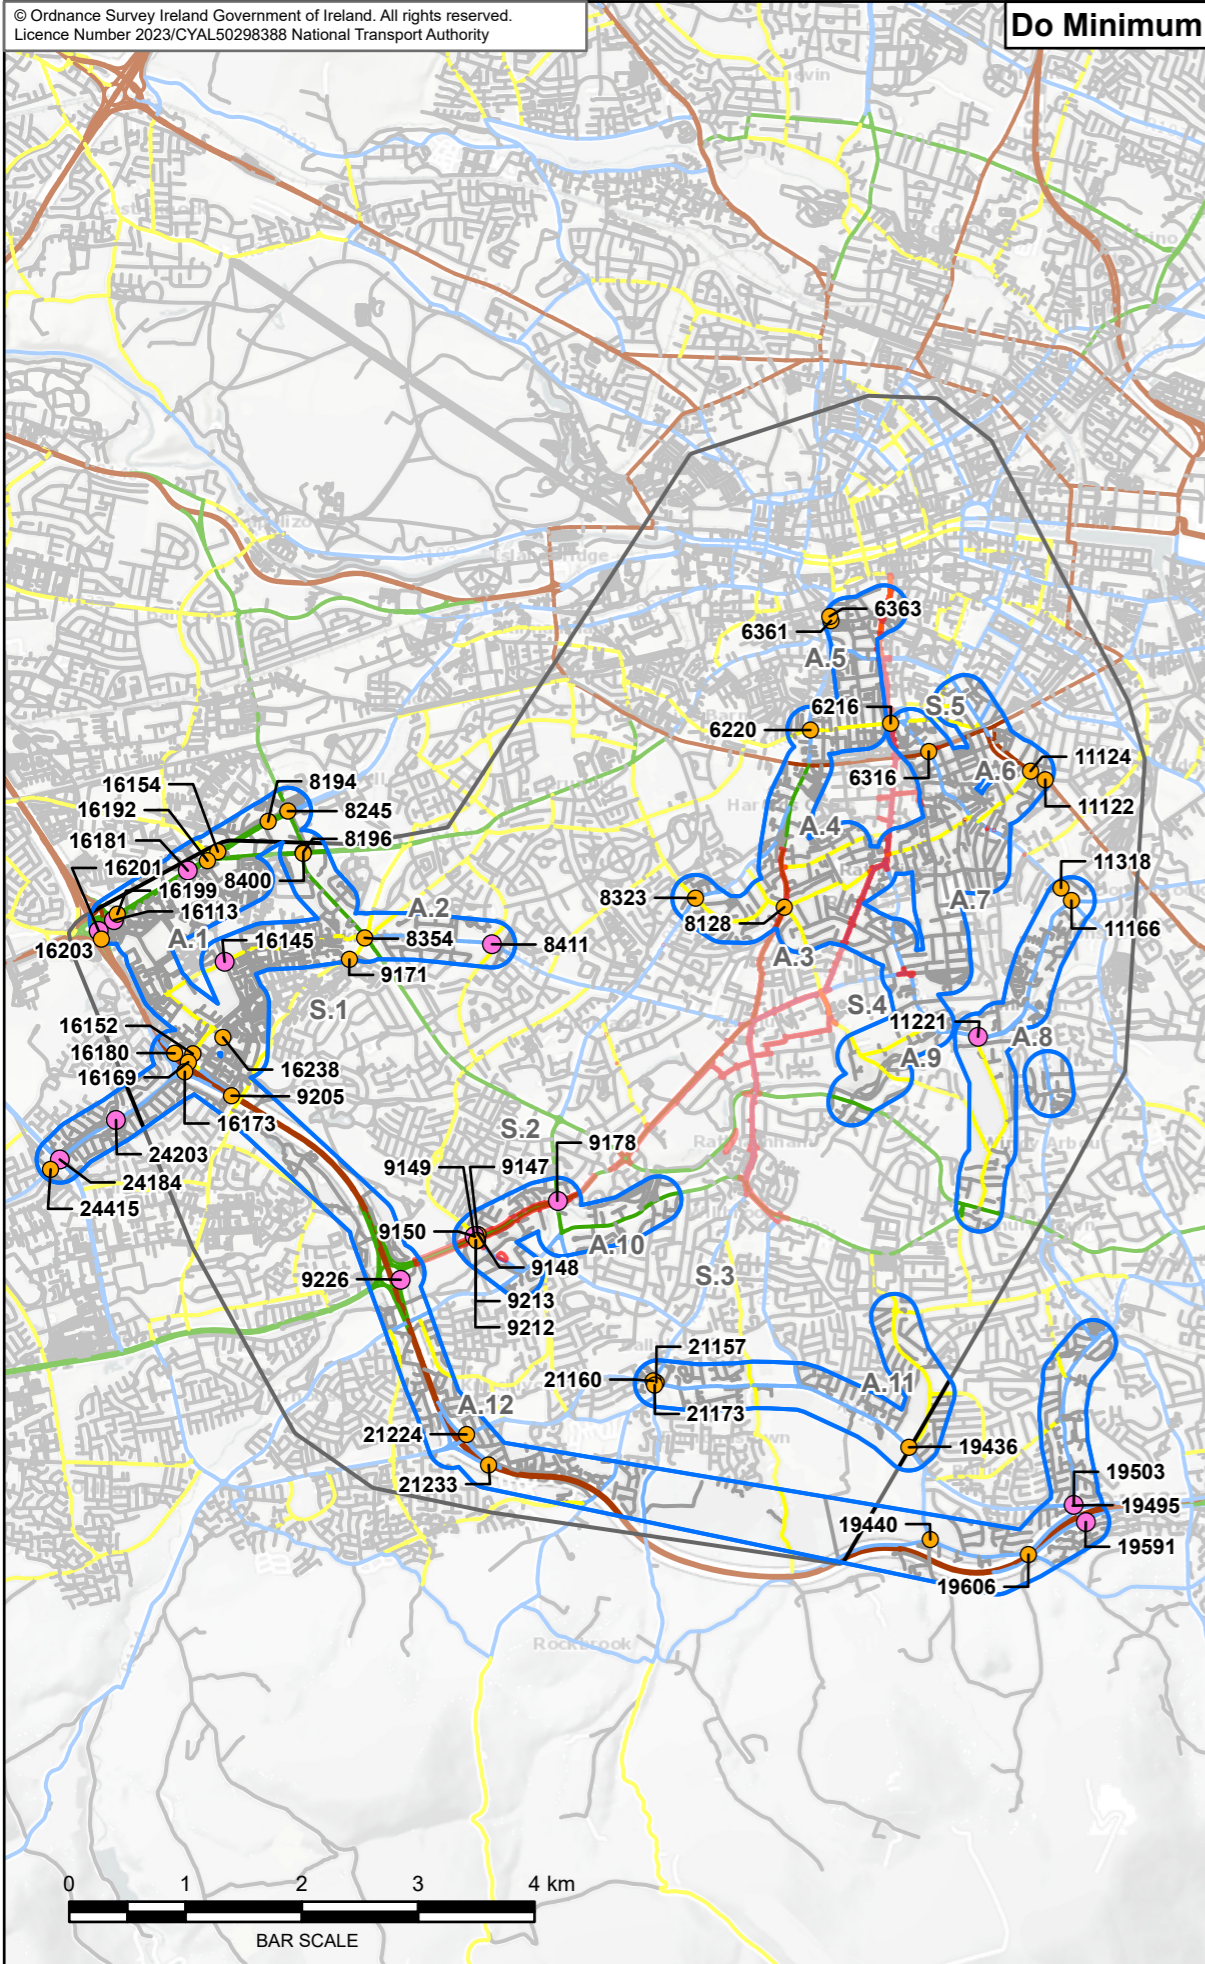 © Ordnance Survey Ireland Government of Ireland. All rights reserved.
Licence Number 2023/CYAL50298388 National Transport Authority
Do Minimum
6363
6361
A.5
6216
S.5
6220
6316
A.6
11124
11122
16154
8194
16192
8245
16181
8196
A.4
16201
8400
11318
16199
8323
A.7
16113
A.2
8128
11166
A.1
16145
8354
8411
16203
9171
A.3
S.1
S.4
16152
11221
A.8
16180
A.9
16169
16238
9205
16173
S.2
9178
24203
9149
9147
24184
24415
9150
A.10
9148
9226
S.3
9213
9212
21157
21160
A.11
21173
A.12
21224
19436
21233
19503
19495
19440
19591
19606
Rockbrook
0 1 2 3 4 km
BAR SCALE